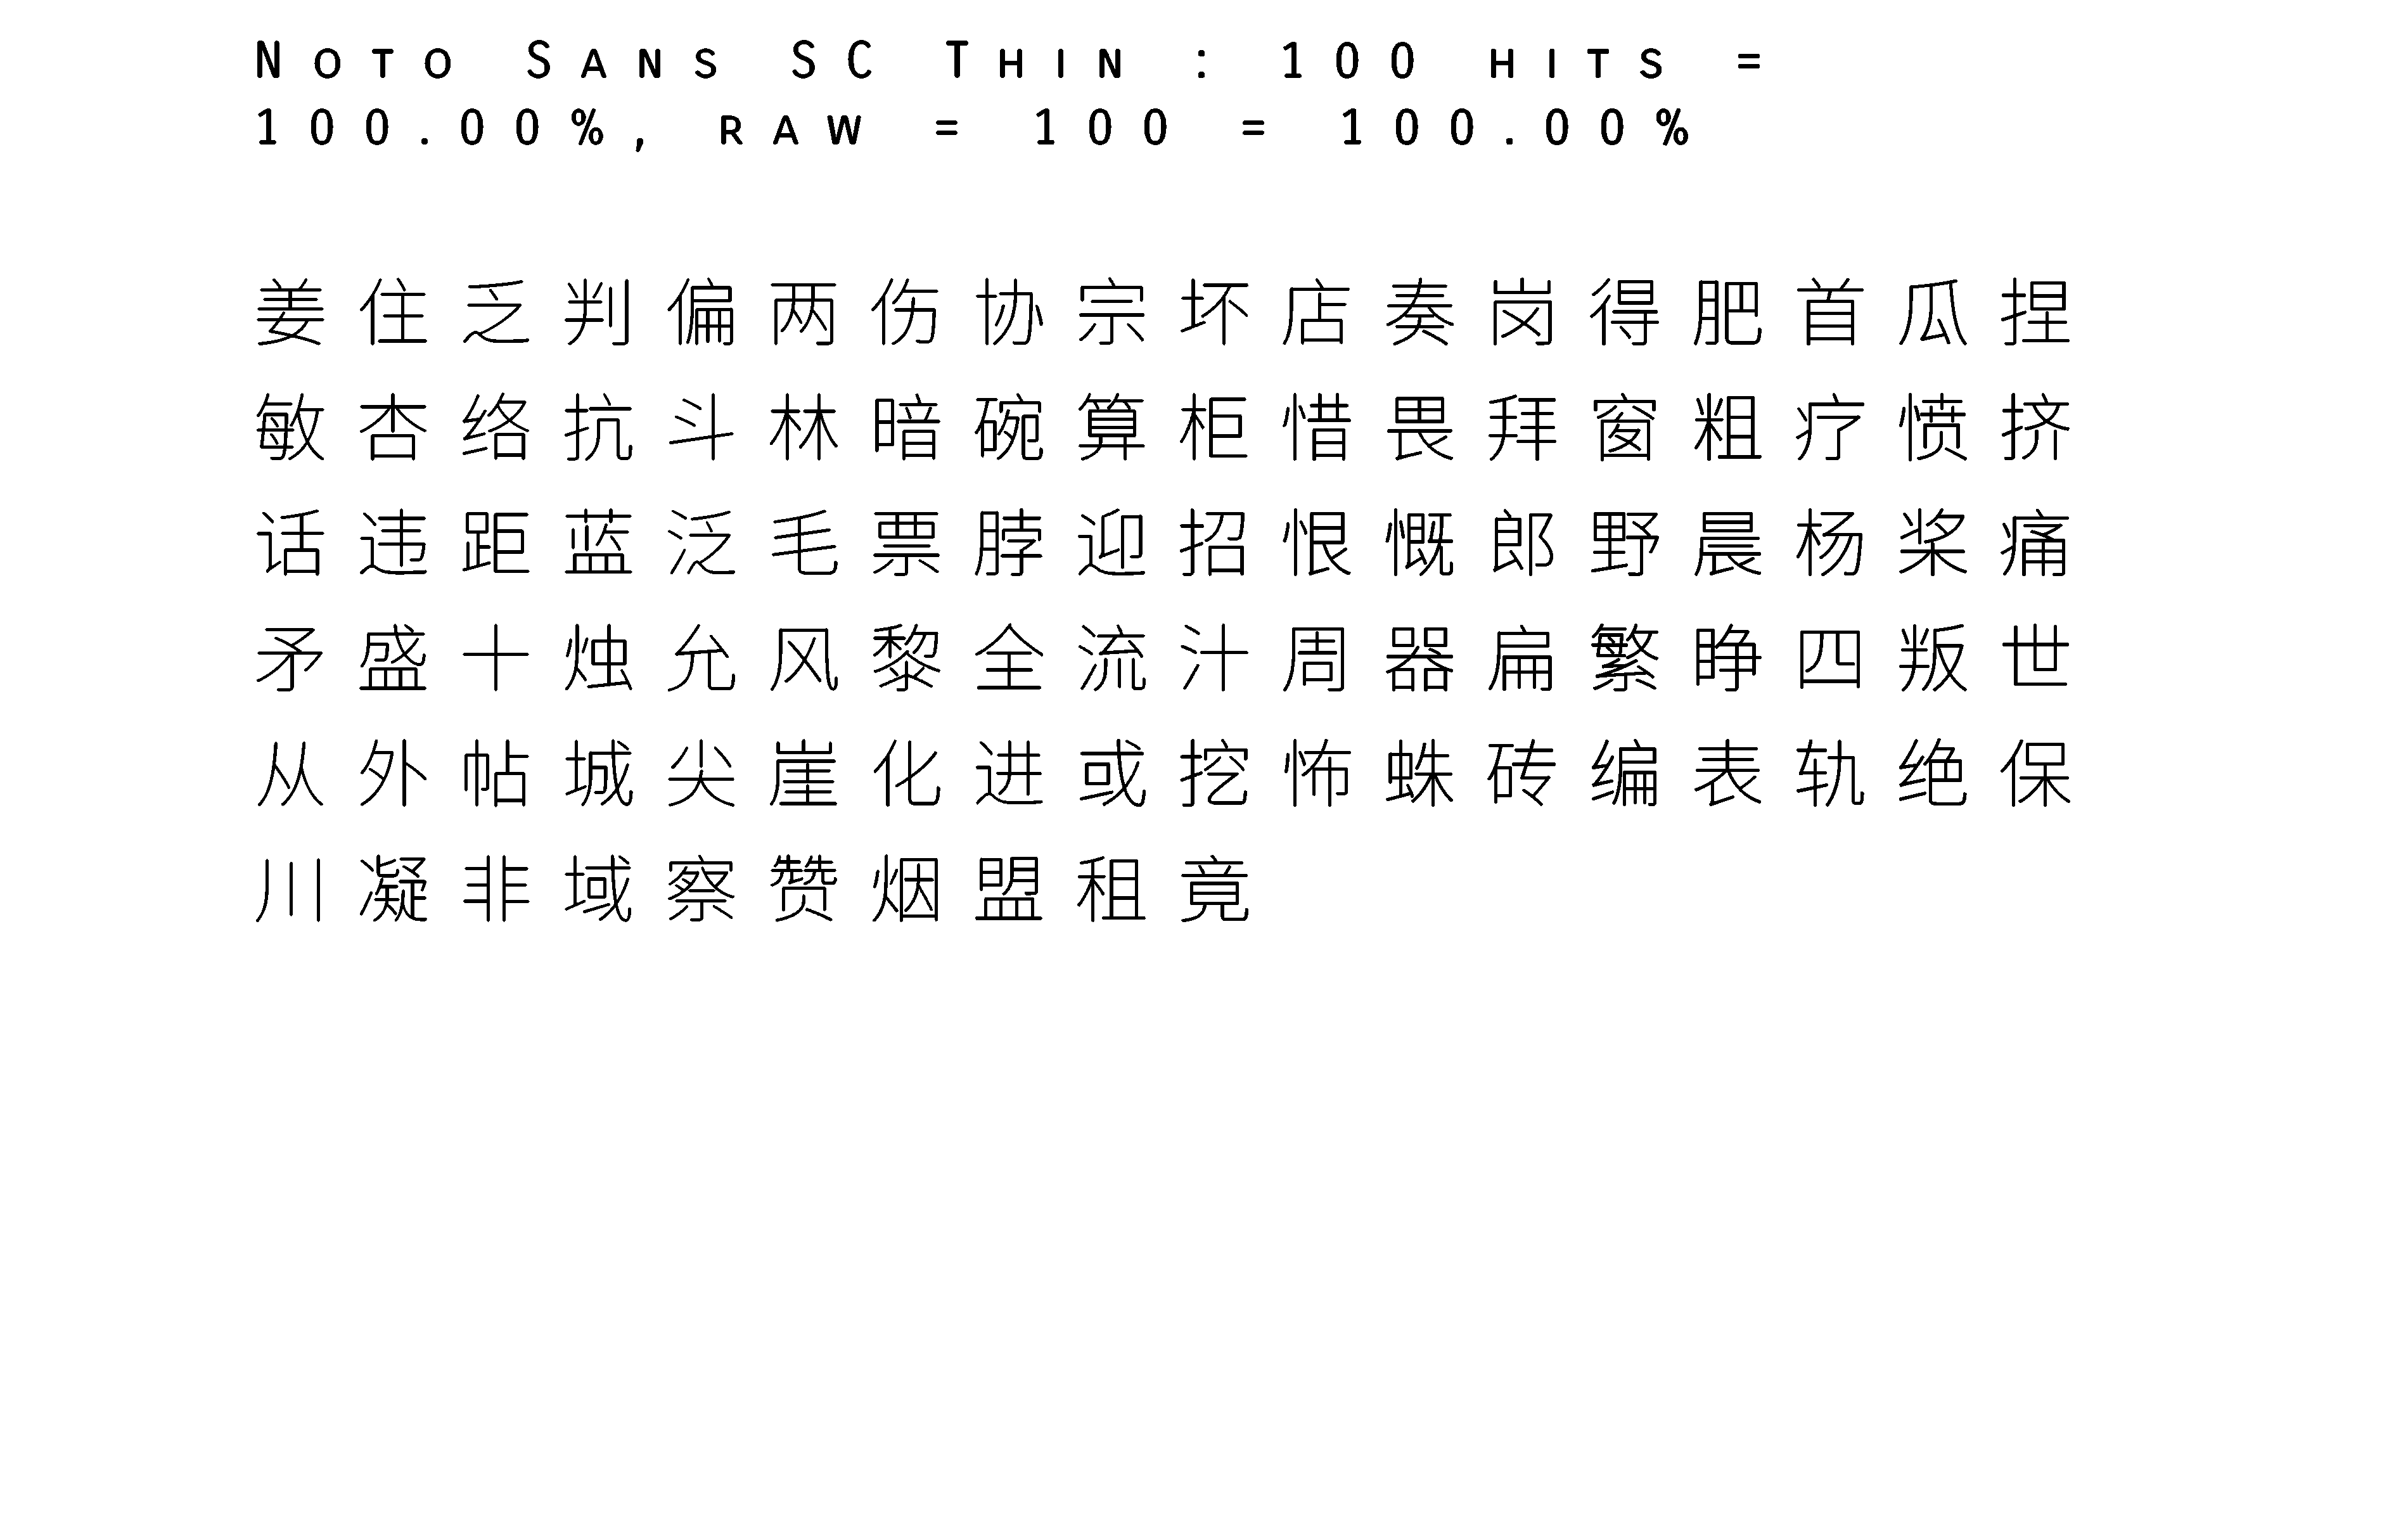 Noto Sans SC Thin : 100 hits =
100.00%, raw = 100 = 100.00%
姜住乏判偏两伤协宗坏店奏岗得肥首瓜捏
敏杏络抗斗林暗碗算柜惜畏拜窗粗疗愤挤
话违距蓝泛毛票脖迎招恨慨郎野晨杨桨痛
矛盛十烛允风黎全流汁周器扁繁睁四叛世
从外帖城尖崖化进或挖怖蛛砖编表轨绝保
川凝非域察赞烟盟租竟